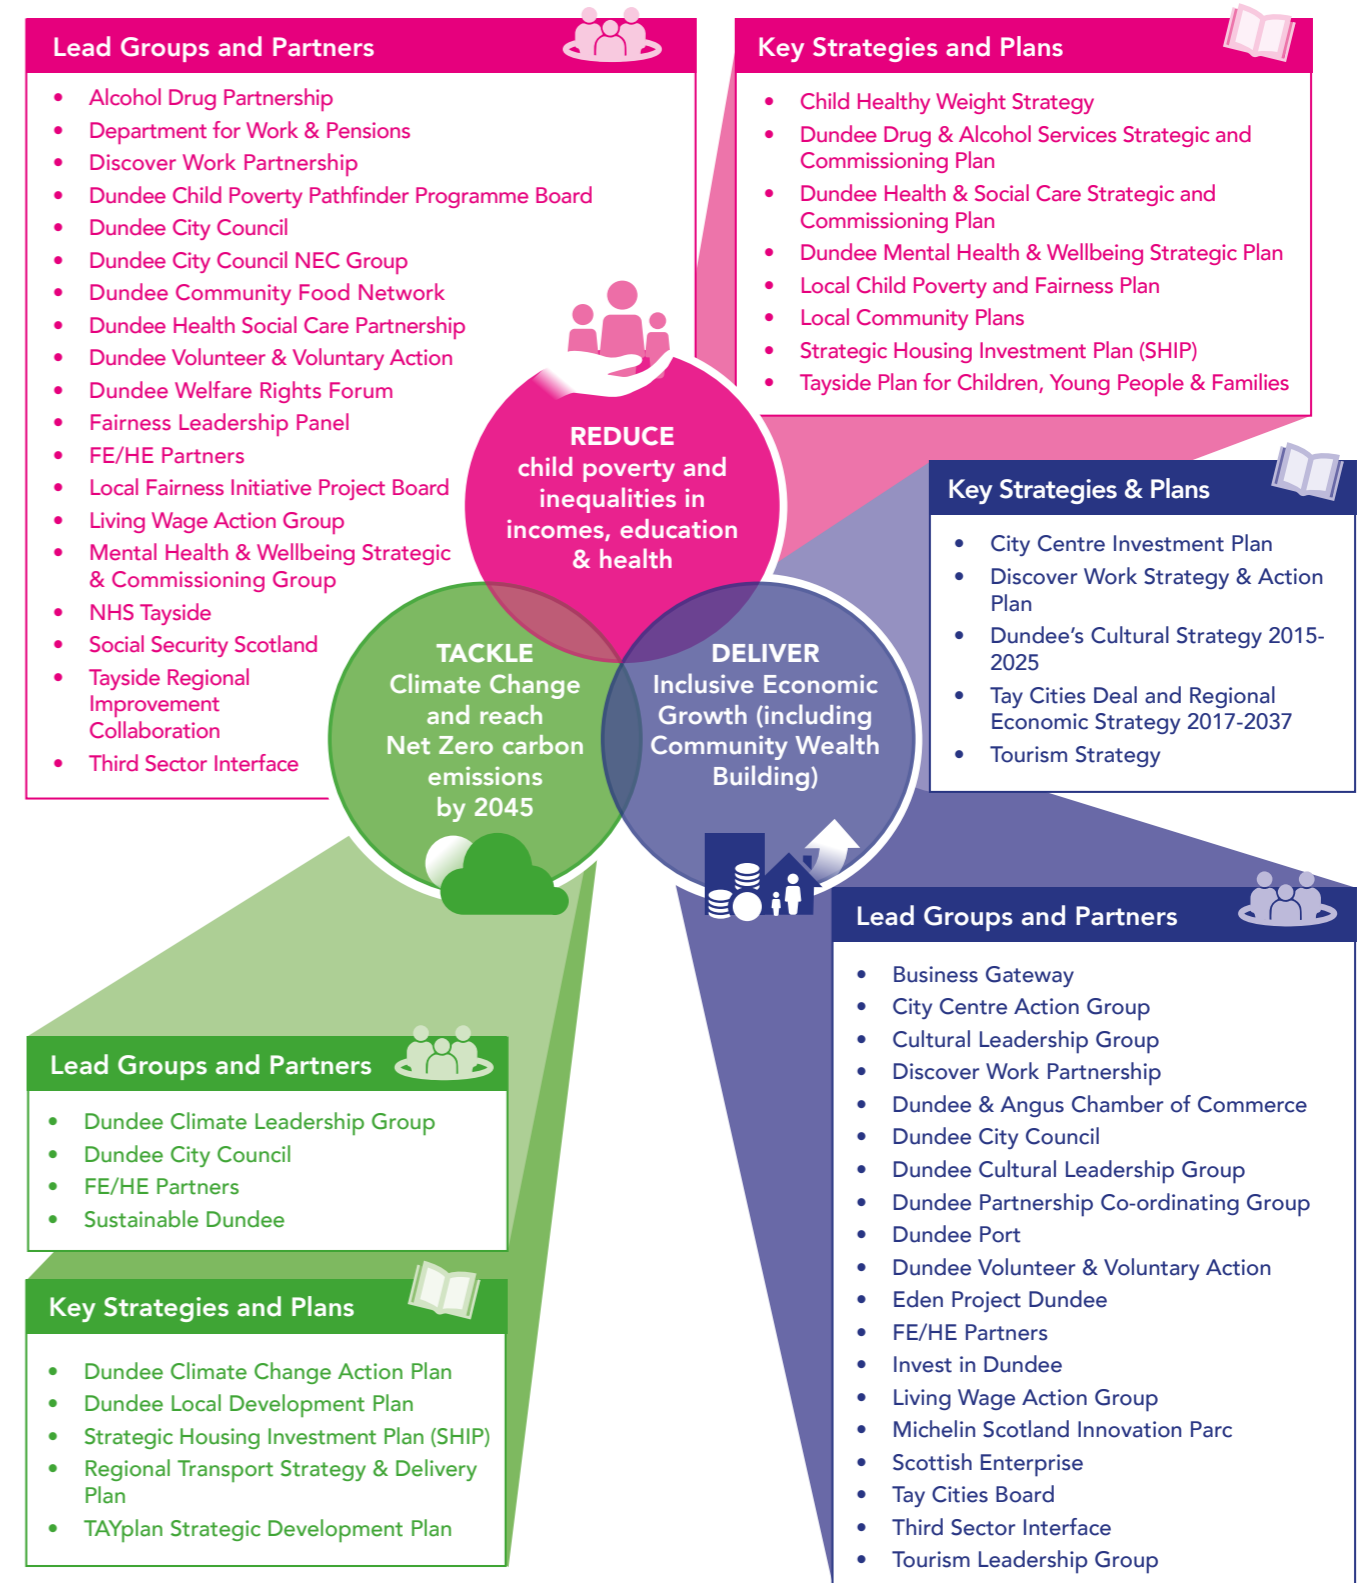 Lead Groups and Partners
• Alcohol Drug Partnership
• Department for Work & Pensions
• Discover Work Partnership
• Dundee Child Poverty Pathfinder Programme Board
• Dundee City Council
• Dundee City Council NEC Group
• Dundee Community Food Network
• Dundee Health Social Care Partnership
• Dundee Volunteer & Voluntary Action
• Dundee Welfare Rights Forum
• Fairness Leadership Panel
• FE/HE Partners
• Local Fairness Initiative Project Board
• Living Wage Action Group
• Mental Health & Wellbeing Strategic
& Commissioning Group
• NHS Tayside
• Social Security Scotland
• Tayside Regional
Improvement
Collaboration
• Third Sector Interface
Key Strategies and Plans
• Child Healthy Weight Strategy
• Dundee Drug & Alcohol Services Strategic and
Commissioning Plan
• Dundee Health & Social Care Strategic and
Commissioning Plan
• Dundee Mental Health & Wellbeing Strategic Plan
• Local Child Poverty and Fairness Plan
• Local Community Plans
• Strategic Housing Investment Plan (SHIP)
• Tayside Plan for Children, Young People & Families
REDUCE
child poverty and
inequalities in
incomes, education
& health
TACKLE
Climate Change
and reach
Net Zero carbon
emissions
by 2045
DELIVER
Inclusive Economic
Growth (including
Community Wealth
Building)
Key Strategies & Plans
• City Centre Investment Plan
• Discover Work Strategy & Action
Plan
• Dundee's Cultural Strategy 2015-
2025
• Tay Cities Deal and Regional
Economic Strategy 2017-2037
• Tourism Strategy
Lead Groups and Partners
• Business Gateway
• City Centre Action Group
• Cultural Leadership Group
• Discover Work Partnership
• Dundee & Angus Chamber of Commerce
• Dundee City Council
• Dundee Cultural Leadership Group
• Dundee Partnership Co-ordinating Group
• Dundee Port
• Dundee Volunteer & Voluntary Action
• Eden Project Dundee
• FE/HE Partners
• Invest in Dundee
• Living Wage Action Group
• Michelin Scotland Innovation Parc
• Scottish Enterprise
• Tay Cities Board
• Third Sector Interface
• Tourism Leadership Group
Lead Groups and Partners
• Dundee Climate Leadership Group
• Dundee City Council
• FE/HE Partners
• Sustainable Dundee
Key Strategies and Plans
• Dundee Climate Change Action Plan
• Dundee Local Development Plan
• Strategic Housing Investment Plan (SHIP)
• Regional Transport Strategy & Delivery
Plan
• TAYplan Strategic Development Plan